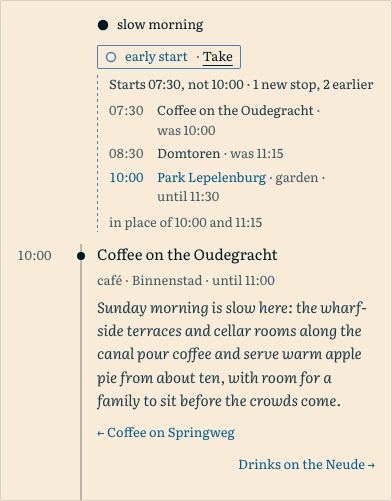 slow morning
early start · Take
Starts 07:30, not 10:00 · 1 new stop, 2 earlier
07:30 Coffee on the Oudegracht ·
was 10:00
08:30 Domtoren · was 11:15
10:00 Park Lepelenburg · garden ·
until 11:30
in place of 10:00 and 11:15
10:00 Coffee on the Oudegracht
café · Binnenstad · until 11:00
Sunday morning is slow here: the wharf-
side terraces and cellar rooms along the
canal pour coffee and serve warm apple
pie from about ten, with room for a
family to sit before the crowds come.
← Coffee on Springweg
Drinks on the Neude →